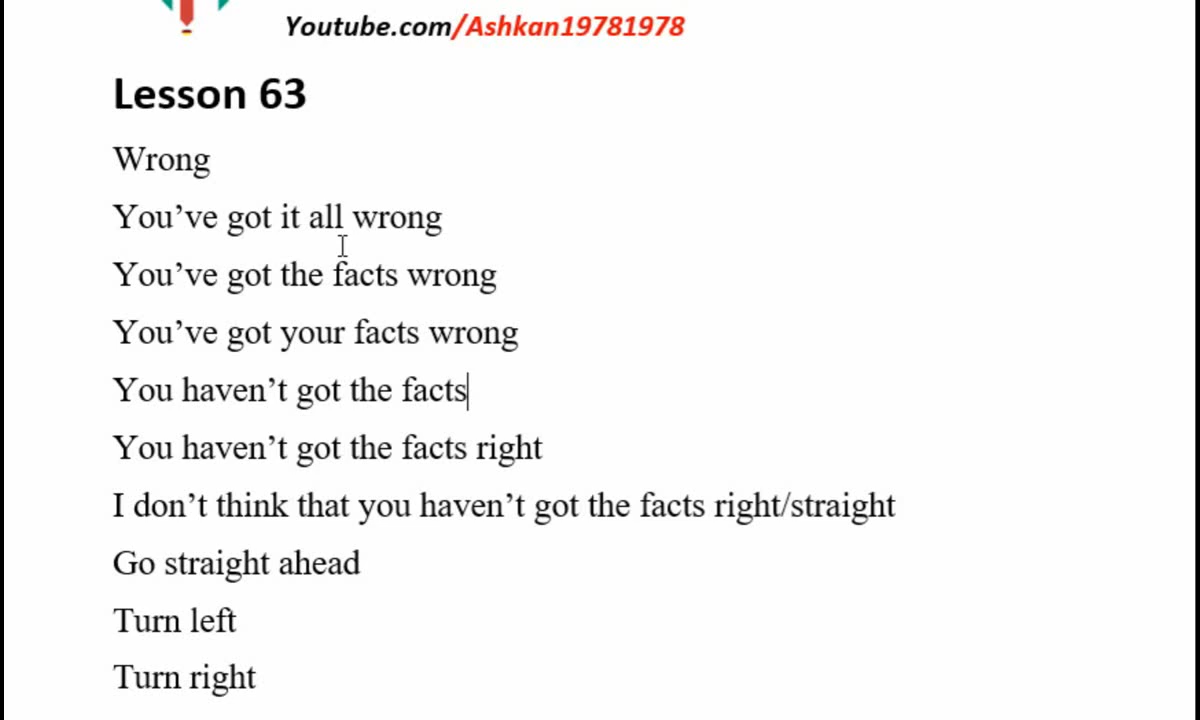 Youtube.com/Ashkan19781978
Lesson 63
Wrong
You’ve got it all wrong
You’ve got the facts wrong
You’ve got your facts wrong
You haven’t got the facts
You haven’t got the facts right
I don’t think that you haven’t got the facts right/straight
Go straight ahead
Turn left
Turn right